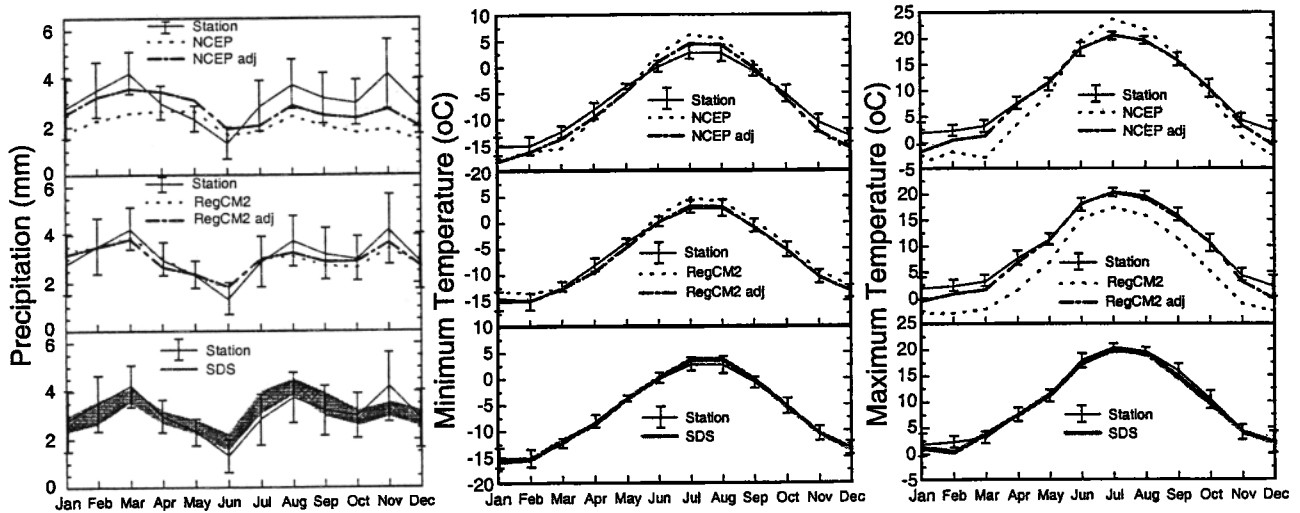 Precipitation (mm)
6
4
2
0
Station
NCEP
NCEP adj
6
4
2
0
Station
RegCM2
RegCM2 adj
6
4
2
0
Station
SDS
Jan Feb Mar Apr May Jun Jul Aug Sep Oct Nov Dec
Minimum Temperature (oC)
10
5
0
-5
-10
-15
-20
Station
NCEP
NCEP adj
5
0
-5
-10
-15
Station
RegCM2
RegCM2 adj
10
5
0
-5
-10
-15
-20
Station
SDS
Jan Feb Mar Apr May Jun Jul Aug Sep Oct Nov Dec
Maximum Temperature (oC)
25
20
15
10
5
0
-5
Station
NCEP
NCEP adj
20
15
10
5
0
Station
RegCM2
RegCM2 adj
25
20
15
10
5
0
-5
Station
SDS
Jan Feb Mar Apr May Jun Jul Aug Sep Oct Nov Dec